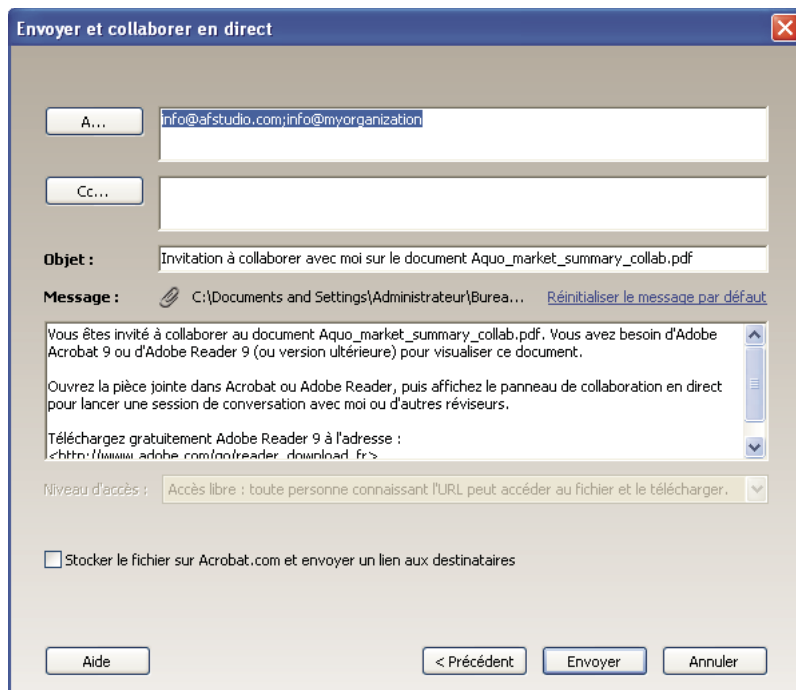 Envoyer et collaborer en direct
A...
info@afstudio.com;info@myorganization
Cc...
Objet :
Invitation à collaborer avec moi sur le document Aquo_market_summary_collab.pdf
Message :
C:\Documents and Settings\Administrateur\Burea...
Réinitialiser le message par défaut
Vous êtes invité à collaborer au document Aquo_market_summary_collab.pdf. Vous avez besoin d'Adobe
Acrobat 9 ou d'Adobe Reader 9 (ou version ultérieure) pour visualiser ce document.
Ouvrez la pièce jointe dans Acrobat ou Adobe Reader, puis affichez le panneau de collaboration en direct
pour lancer une session de conversation avec moi ou d'autres réviseurs.
Téléchargez gratuitement Adobe Reader 9 à l'adresse :
<http://www.adobe.com/go/reader_download_fr>
Niveau d'accès :
Accès libre : toute personne connaissant l'URL peut accéder au fichier et le télécharger.
Stocker le fichier sur Acrobat.com et envoyer un lien aux destinataires
Aide
< Précédent
Envoyer
Annuler